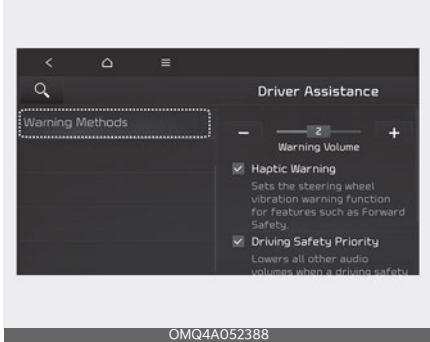 Driver Assistance
Warning Methods
2
Warning Volume
Haptic Warning
Sets the steering wheel
vibration warning function
for features such as Forward
Safety.
Driving Safety Priority
Lowers all other audio
volumes when a driving safety
OMQ4A052388